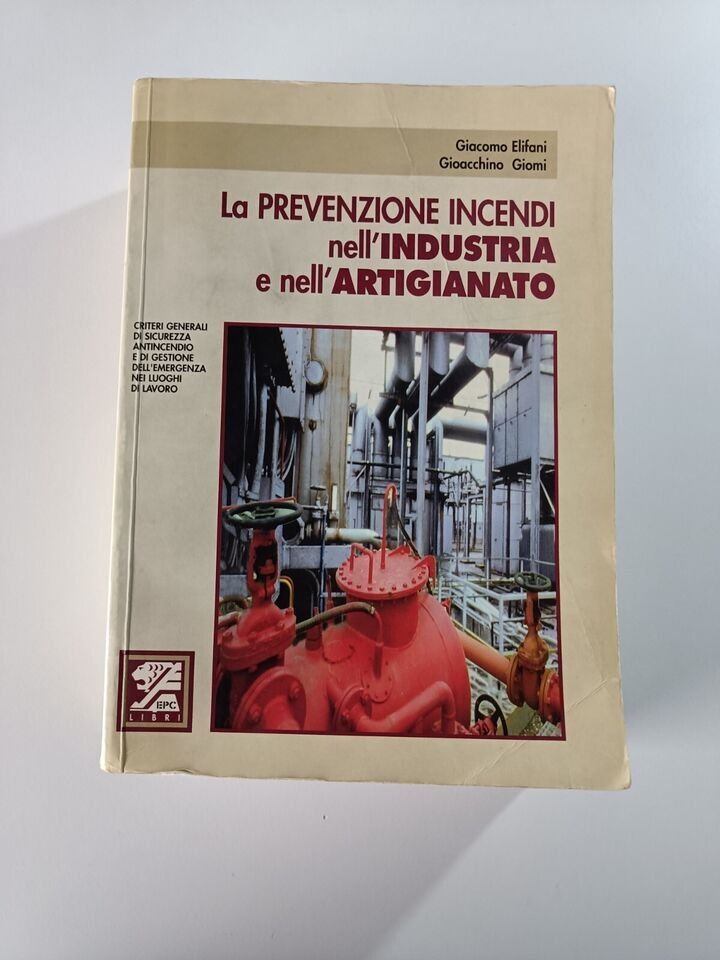 Giacomo Elifani
Gioacchino Giomi
La PREVENZIONE INCENDI
nell'INDUSTRIA
e nell'ARTIGIANATO
CRITERI GENERALI
DI SICUREZZA
ANTINCENDIO
E DI GESTIONE
DELL'EMERGENZA
NEI LUOGHI
DI LAVORO
EPC
LIBRI